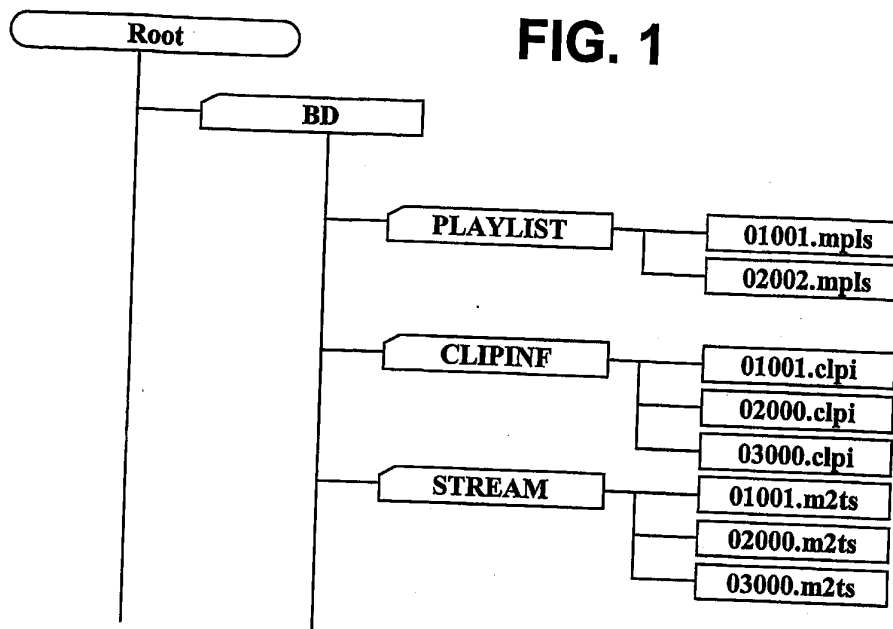 FIG. 1
Root
BD
PLAYLIST
01001.mpls
02002.mpls
CLIPINF
01001.clpi
02000.clpi
03000.clpi
STREAM
01001.m2ts
02000.m2ts
03000.m2ts